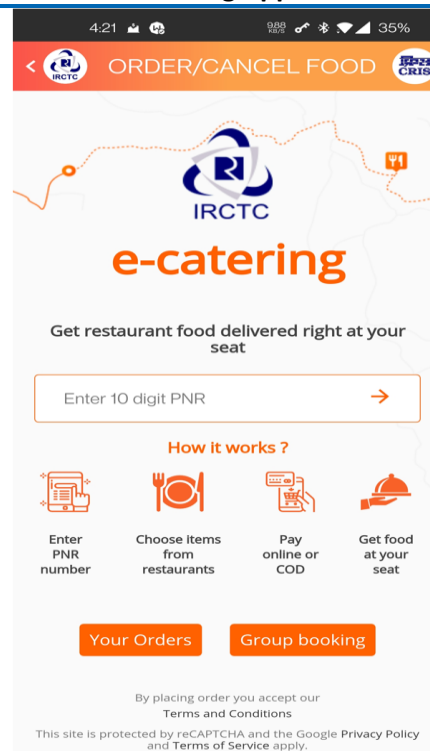 4:21 9.88 KB/S 35%
< IRCTC ORDER/CANCEL FOOD CRIS
R
IRCTC
e-catering
Get restaurant food delivered right at your
seat
Enter 10 digit PNR →
How it works ?
Enter Choose items Pay Get food
PNR from online or at your
number restaurants COD seat
Your Orders Group booking
By placing order you accept our
Terms and Conditions
This site is protected by reCAPTCHA and the Google Privacy Policy
and Terms of Service apply.